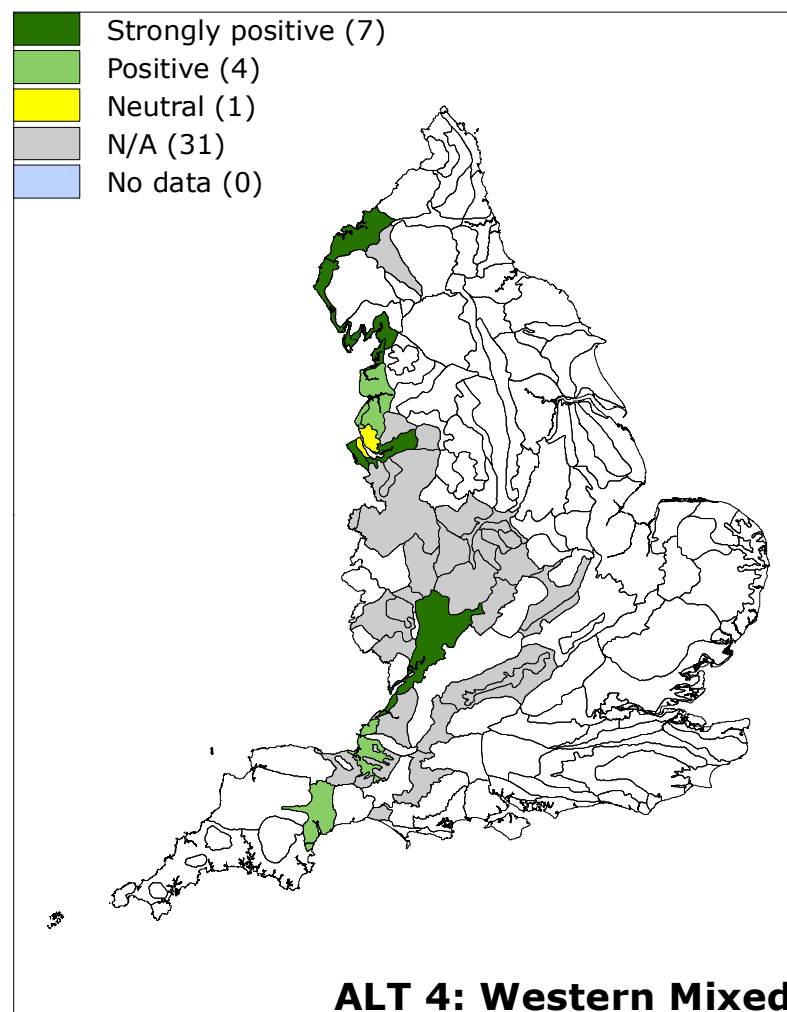 Strongly positive (7)
Positive (4)
Neutral (1)
N/A (31)
No data (0)
ALT 4: Western Mixed